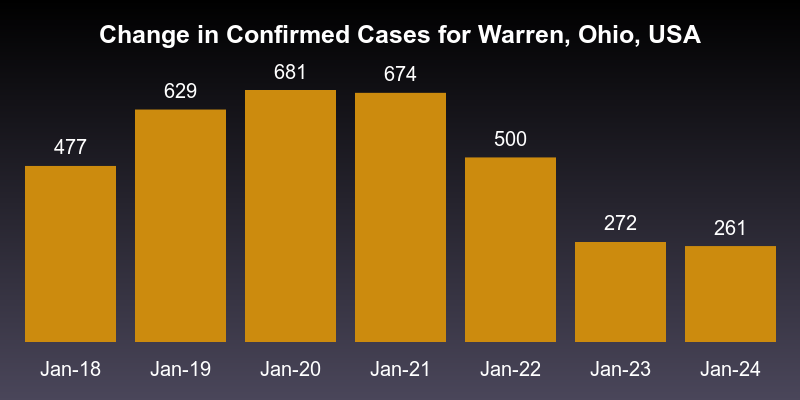 Change in Confirmed Cases for Warren, Ohio, USA
477 629 681 674 500 272 261
Jan-18 Jan-19 Jan-20 Jan-21 Jan-22 Jan-23 Jan-24